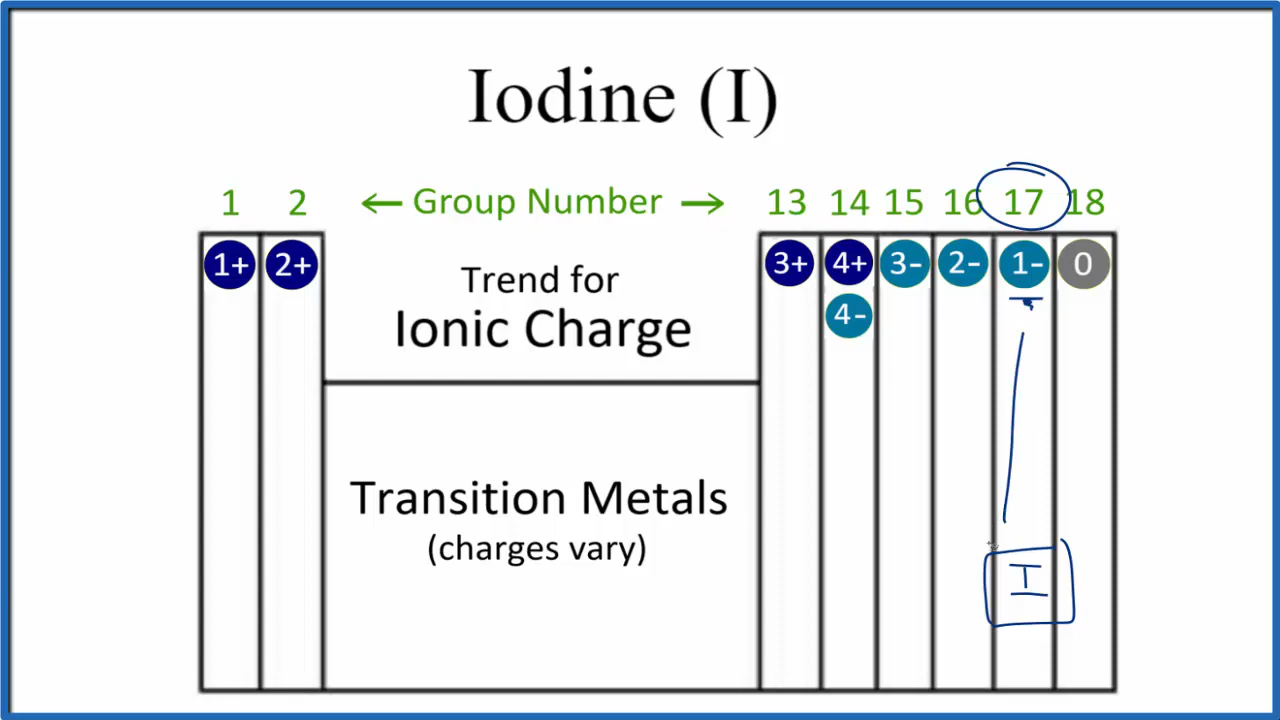 Iodine (I)
1 2 ← Group Number → 13 14 15 16 17 18
1+ 2+ 3+ 4+ 3- 2- 1- 0
4-
Trend for
Ionic Charge
Transition Metals
(charges vary)
I